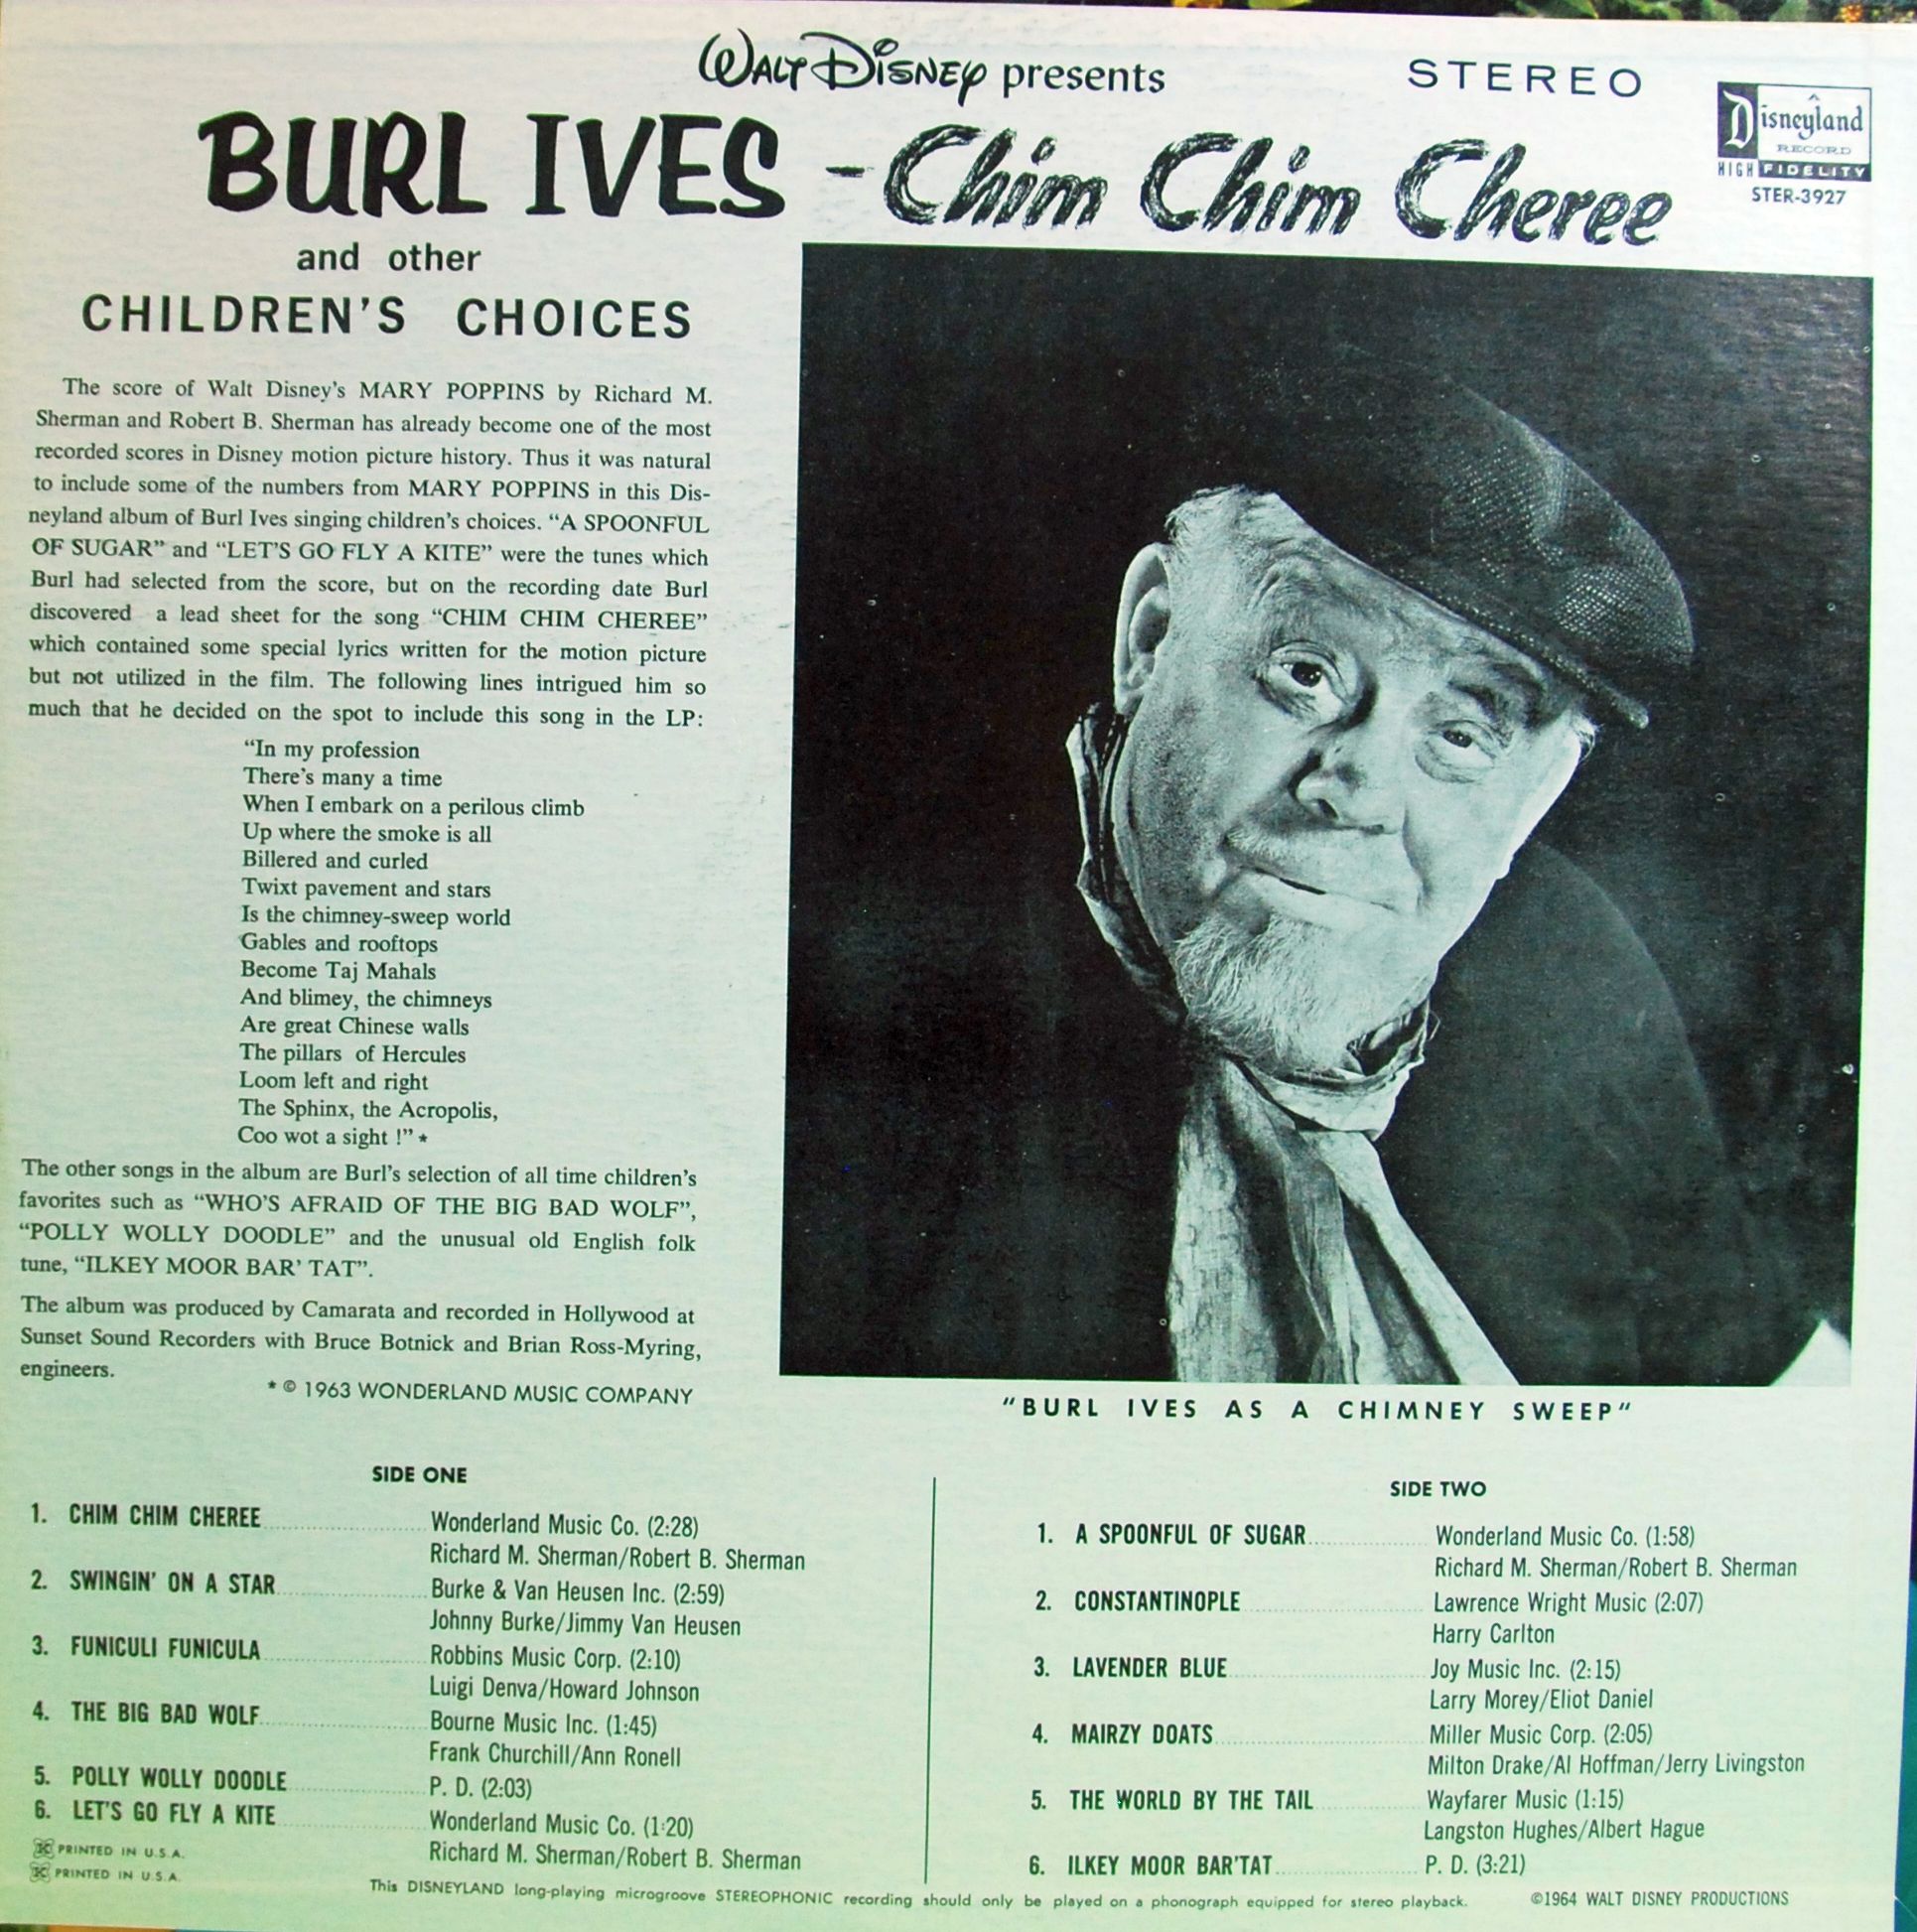 WALT DISNEY presents
STEREO
Disneyland
RECORD
HIGH FIDELITY
STER-3927
BURL IVES - Chim Chim Cheree
and other
CHILDREN'S CHOICES
The score of Walt Disney's MARY POPPINS by Richard M.
Sherman and Robert B. Sherman has already become one of the most
recorded scores in Disney motion picture history. Thus it was natural
to include some of the numbers from MARY POPPINS in this Dis-
neyland album of Burl Ives singing children's choices. "A SPOONFUL
OF SUGAR" and "LET'S GO FLY A KITE" were the tunes which
Burl had selected from the score, but on the recording date Burl
discovered a lead sheet for the song "CHIM CHIM CHEREE"
which contained some special lyrics written for the motion picture
but not utilized in the film. The following lines intrigued him so
much that he decided on the spot to include this song in the LP:
"In my profession
There's many a time
When I embark on a perilous climb
Up where the smoke is all
Billered and curled
Twixt pavement and stars
Is the chimney-sweep world
Gables and rooftops
Become Taj Mahals
And blimey, the chimneys
Are great Chinese walls
The pillars of Hercules
Loom left and right
The Sphinx, the Acropolis,
Coo wot a sight !" *
The other songs in the album are Burl's selection of all time children's
favorites such as "WHO'S AFRAID OF THE BIG BAD WOLF",
"POLLY WOLLY DOODLE" and the unusual old English folk
tune, "ILKEY MOOR BAR' TAT".
The album was produced by Camarata and recorded in Hollywood at
Sunset Sound Recorders with Bruce Botnick and Brian Ross-Myring,
engineers.
* © 1963 WONDERLAND MUSIC COMPANY
"BURL IVES AS A CHIMNEY SWEEP"
SIDE ONE
1. CHIM CHIM CHEREE Wonderland Music Co. (2:28)
Richard M. Sherman/Robert B. Sherman
2. SWINGIN' ON A STAR Burke & Van Heusen Inc. (2:59)
Johnny Burke/Jimmy Van Heusen
3. FUNICULI FUNICULA Robbins Music Corp. (2:10)
Luigi Denva/Howard Johnson
4. THE BIG BAD WOLF Bourne Music Inc. (1:45)
Frank Churchill/Ann Ronell
5. POLLY WOLLY DOODLE P. D. (2:03)
6. LET'S GO FLY A KITE Wonderland Music Co. (1:20)
Richard M. Sherman/Robert B. Sherman
PRINTED IN U.S.A.
PRINTED IN U.S.A.
SIDE TWO
1. A SPOONFUL OF SUGAR Wonderland Music Co. (1:58)
Richard M. Sherman/Robert B. Sherman
2. CONSTANTINOPLE Lawrence Wright Music (2:07)
Harry Carlton
3. LAVENDER BLUE Joy Music Inc. (2:15)
Larry Morey/Eliot Daniel
4. MAIRZY DOATS Miller Music Corp. (2:05)
Milton Drake/Al Hoffman/Jerry Livingston
5. THE WORLD BY THE TAIL Wayfarer Music (1:15)
Langston Hughes/Albert Hague
6. ILKEY MOOR BAR'TAT P. D. (3:21)
This DISNEYLAND long-playing microgroove STEREOPHONIC recording should only be played on a phonograph equipped for stereo playback.
©1964 WALT DISNEY PRODUCTIONS